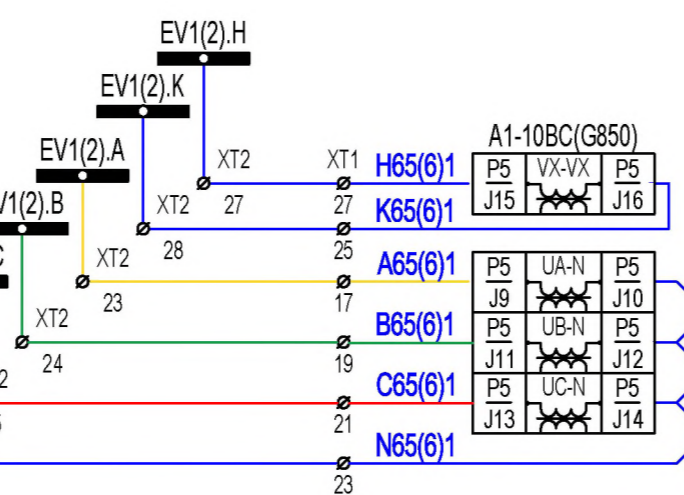 EV1(2).H
EV1(2).K
EV1(2).A
V1(2).B
C
A1-10BC(G850)
XT2
XT1
H65(6)1
P5
VX-VX
P5
27
27
J15
J16
XT2
K65(6)1
28
25
XT2
A65(6)1
P5
UA-N
P5
23
17
J9
J10
XT2
B65(6)1
P5
UB-N
P5
24
19
J11
J12
2
C65(6)1
P5
UC-N
P5
21
J13
J14
N65(6)1
23